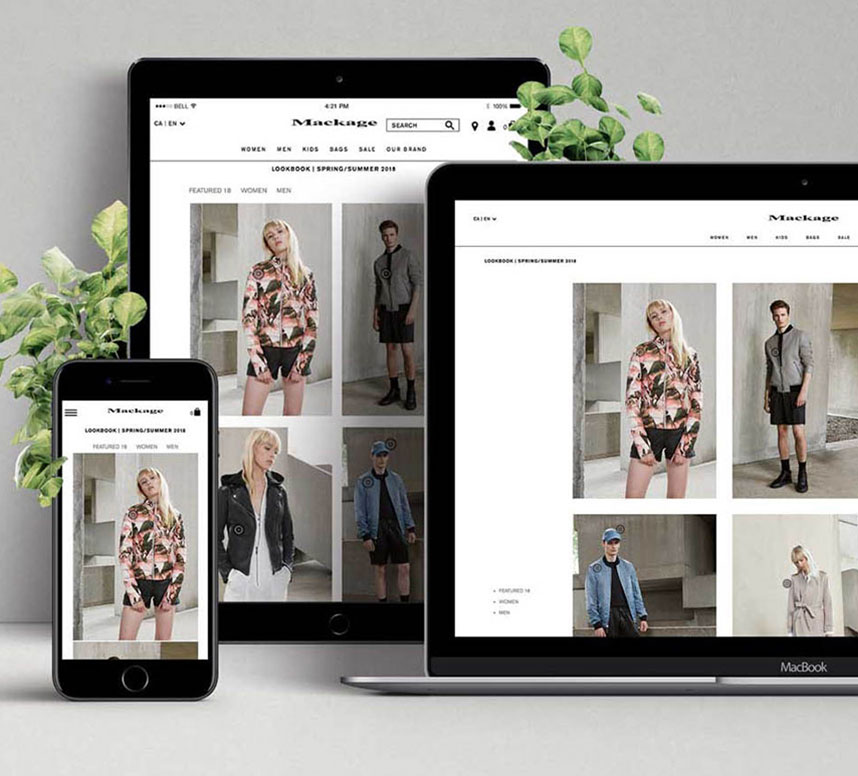 ●●●○○ BELL
4:21 PM
100%
CA | EN
Mackage
SEARCH
0
WOMEN MEN KIDS BAGS SALE OUR BRAND
LOOKBOOK | SPRING/SUMMER 2018
FEATURED 18 WOMEN MEN
CA | EN
Mackage
WOMEN MEN KIDS BAGS SALE
LOOKBOOK | SPRING/SUMMER 2018
• FEATURED 18
• WOMEN
• MEN
MacBook
Mackage
0
LOOKBOOK | SPRING/SUMMER 2018
FEATURED 18 WOMEN MEN